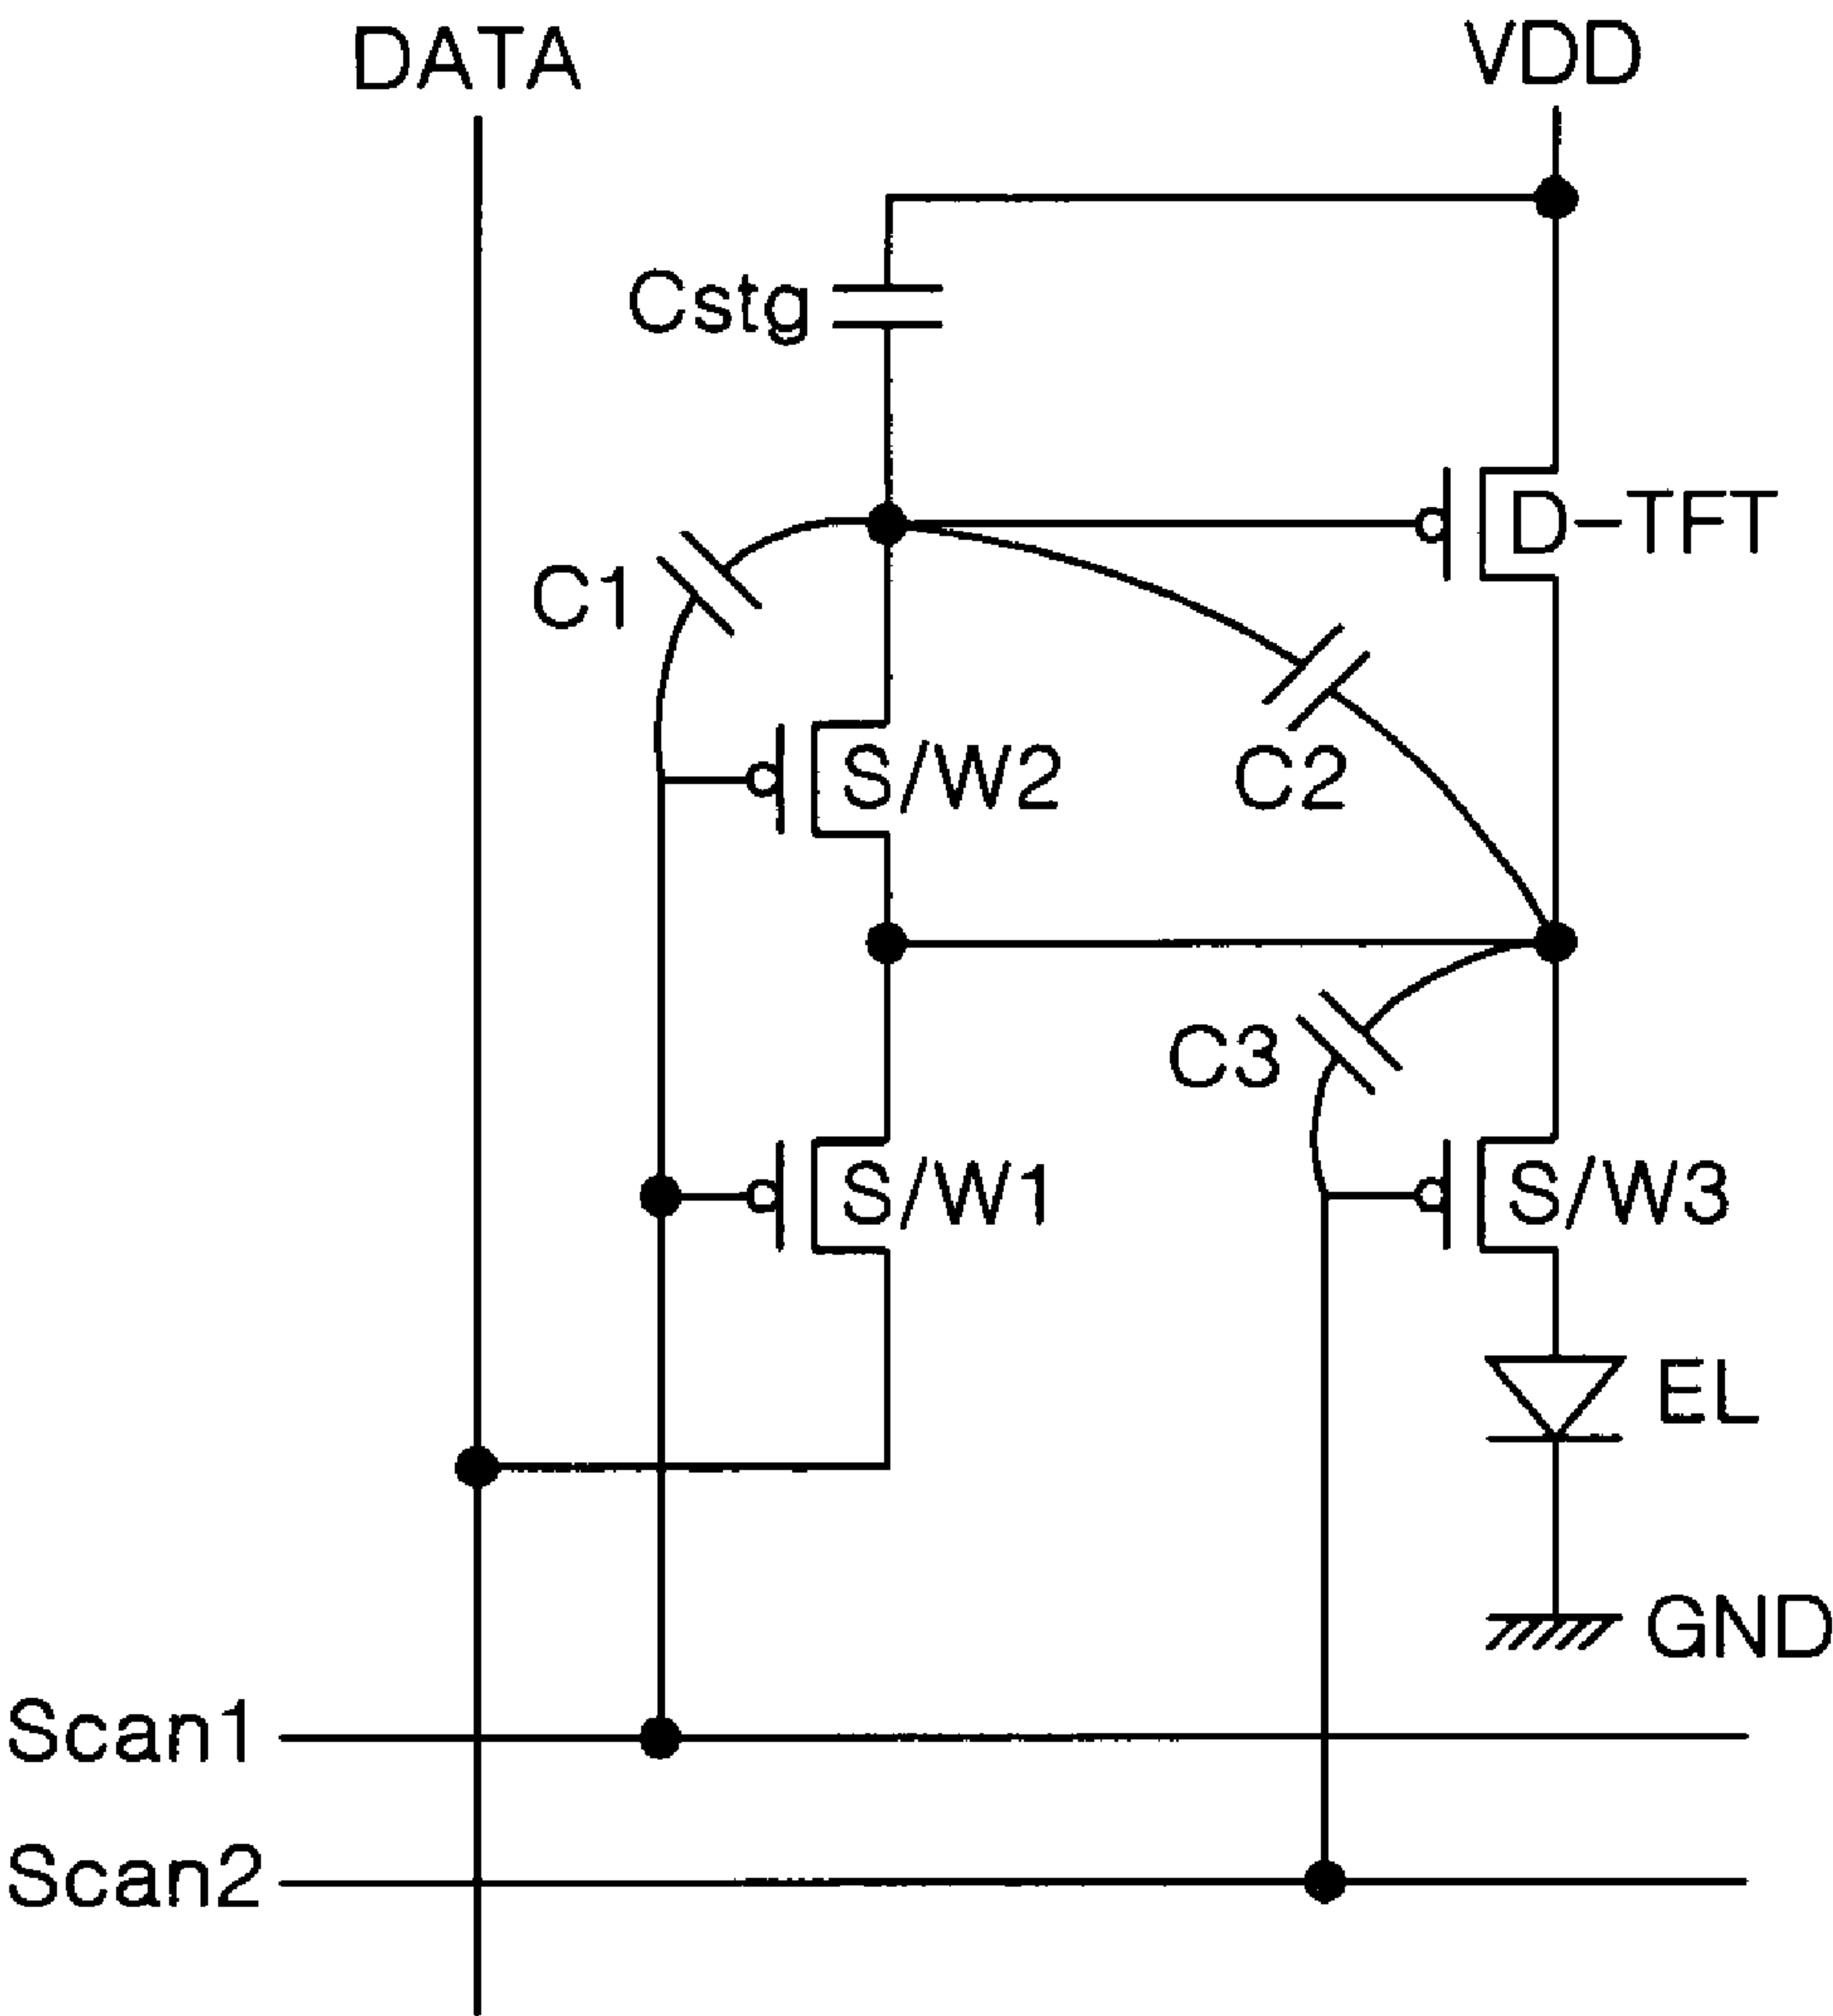 DATA
VDD
Cstg
D-TFT
C1
S/W2
C2
C3
S/W1
S/W3
EL
GND
Scan1
Scan2